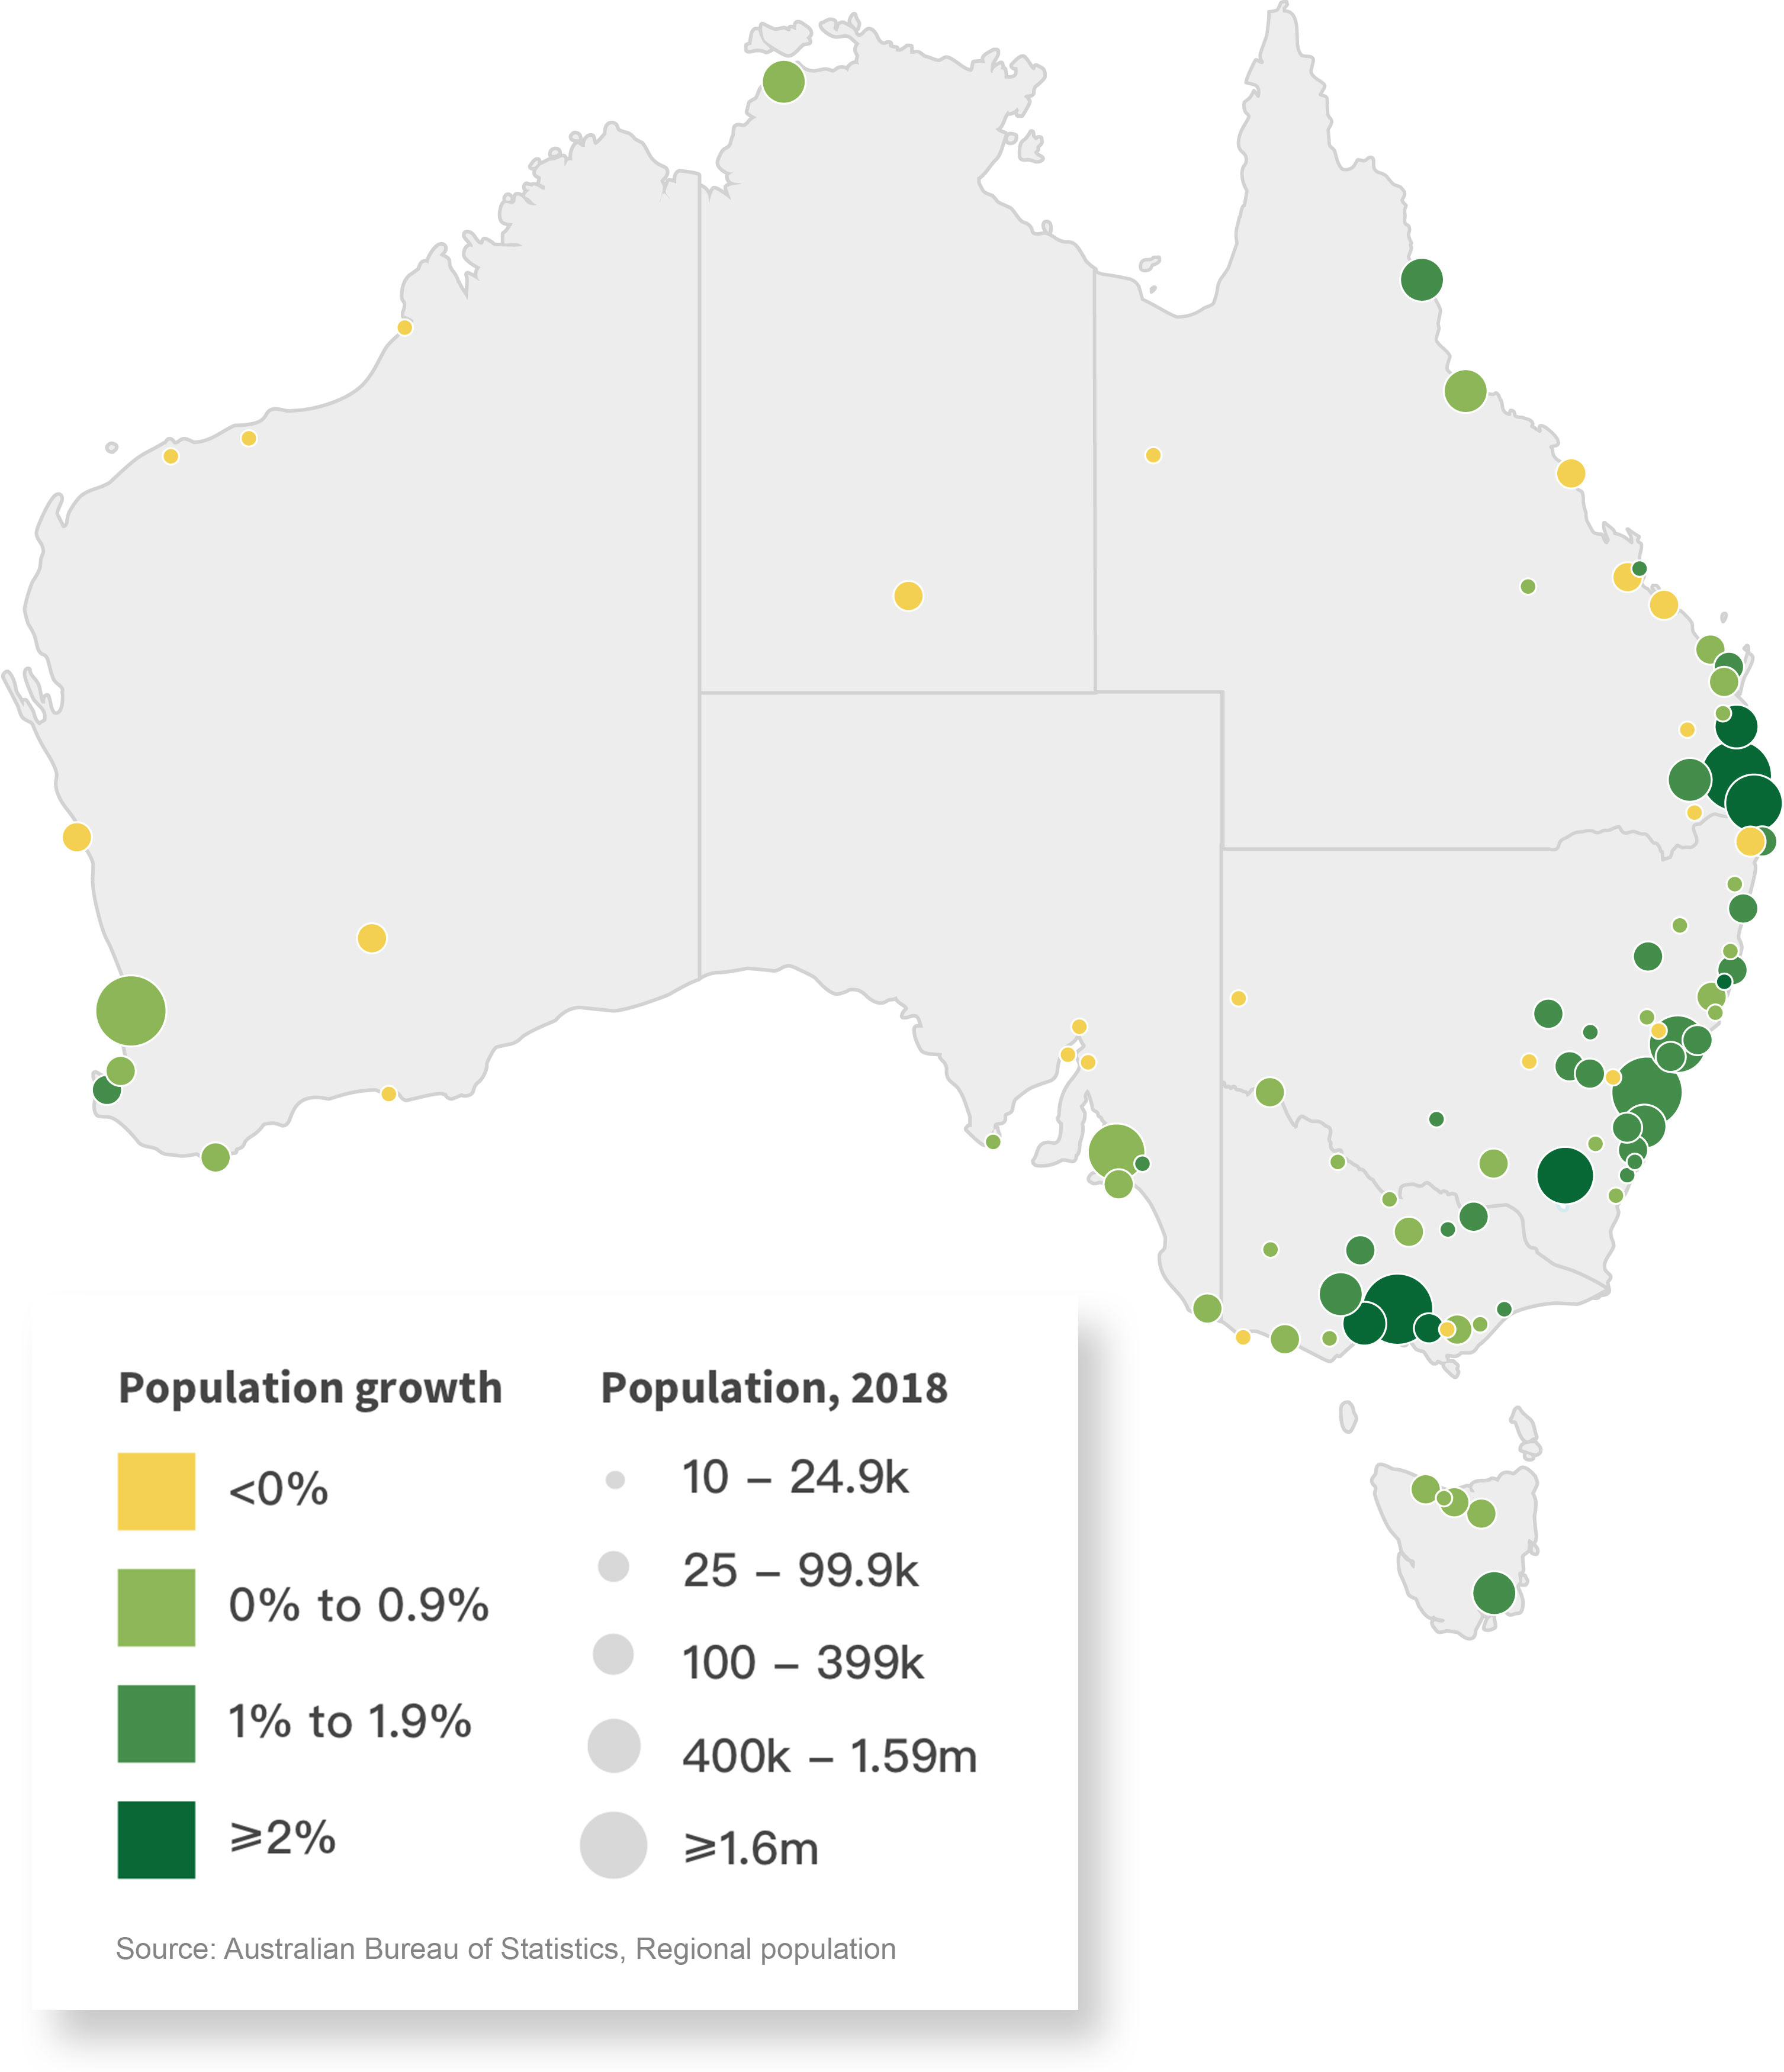 Population growth
<0%
0% to 0.9%
1% to 1.9%
⩾2%
Population, 2018
10 – 24.9k
25 – 99.9k
100 – 399k
400k – 1.59m
⩾1.6m
Source: Australian Bureau of Statistics, Regional population